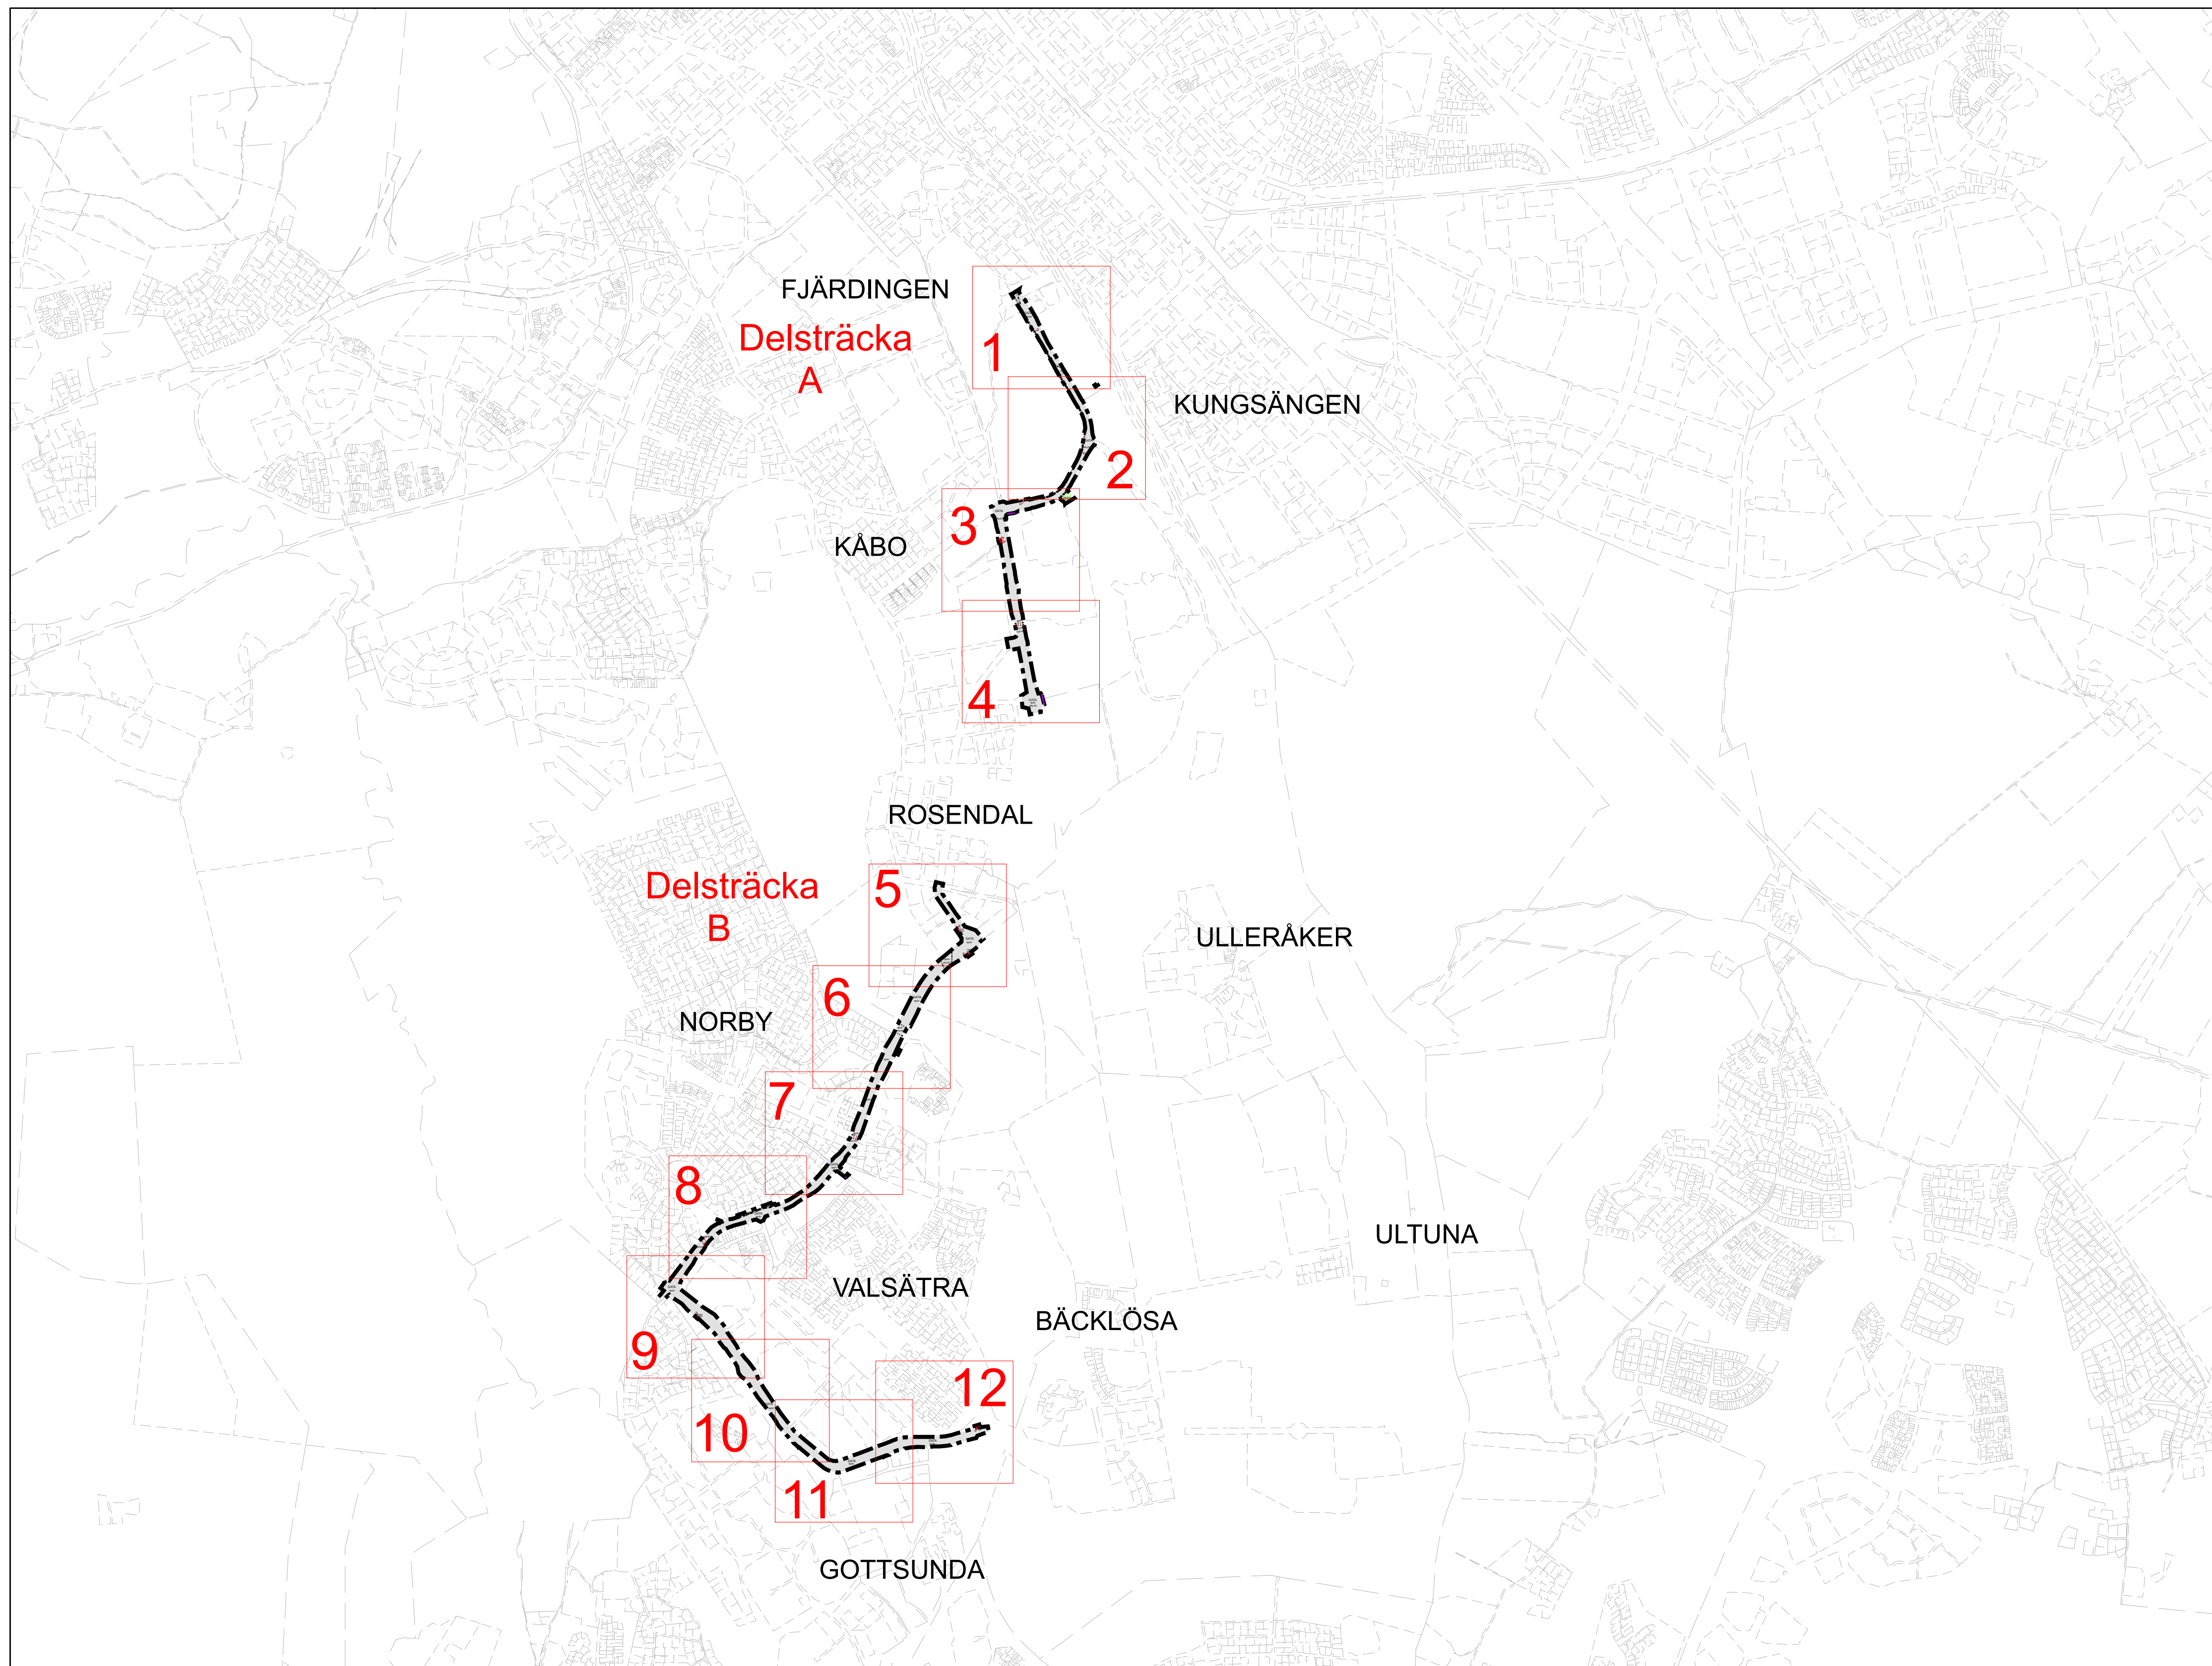 FJÄRDINGEN
Delsträcka
A
1
KUNGSÄNGEN
2
3
KÅBO
4
ROSENDAL
Delsträcka
B
5
ULLERÅKER
6
NORBY
7
8
ULTUNA
VALSÄTRA
BÄCKLÖSA
9
12
10
11
GOTTSUNDA